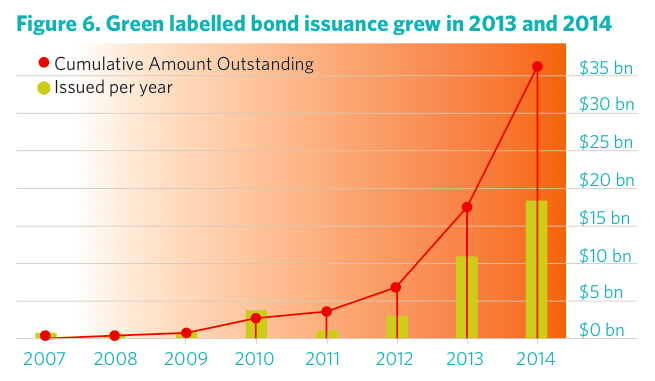 Figure 6. Green labelled bond issuance grew in 2013 and 2014
Cumulative Amount Outstanding
Issued per year
$35 bn
$30 bn
$25 bn
$20 bn
$15 bn
$10 bn
$5 bn
$0 bn
2007 2008 2009 2010 2011 2012 2013 2014